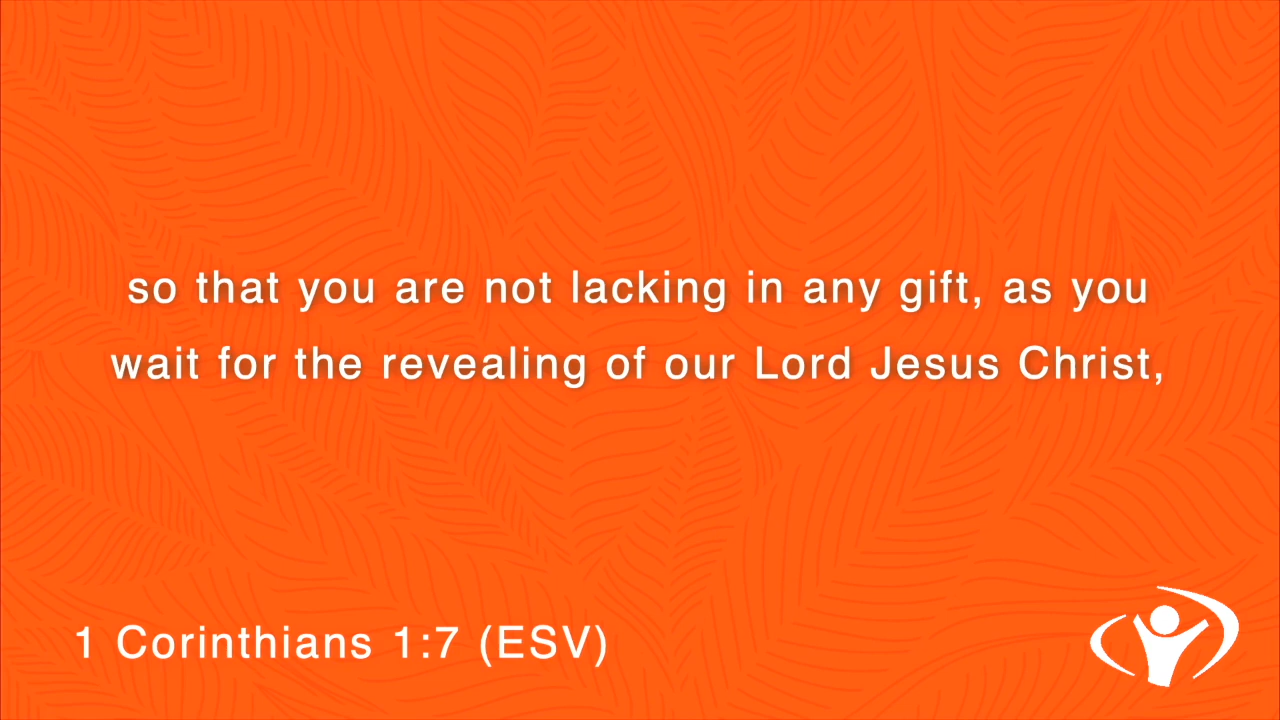 so that you are not lacking in any gift, as you
wait for the revealing of our Lord Jesus Christ,
1 Corinthians 1:7 (ESV)